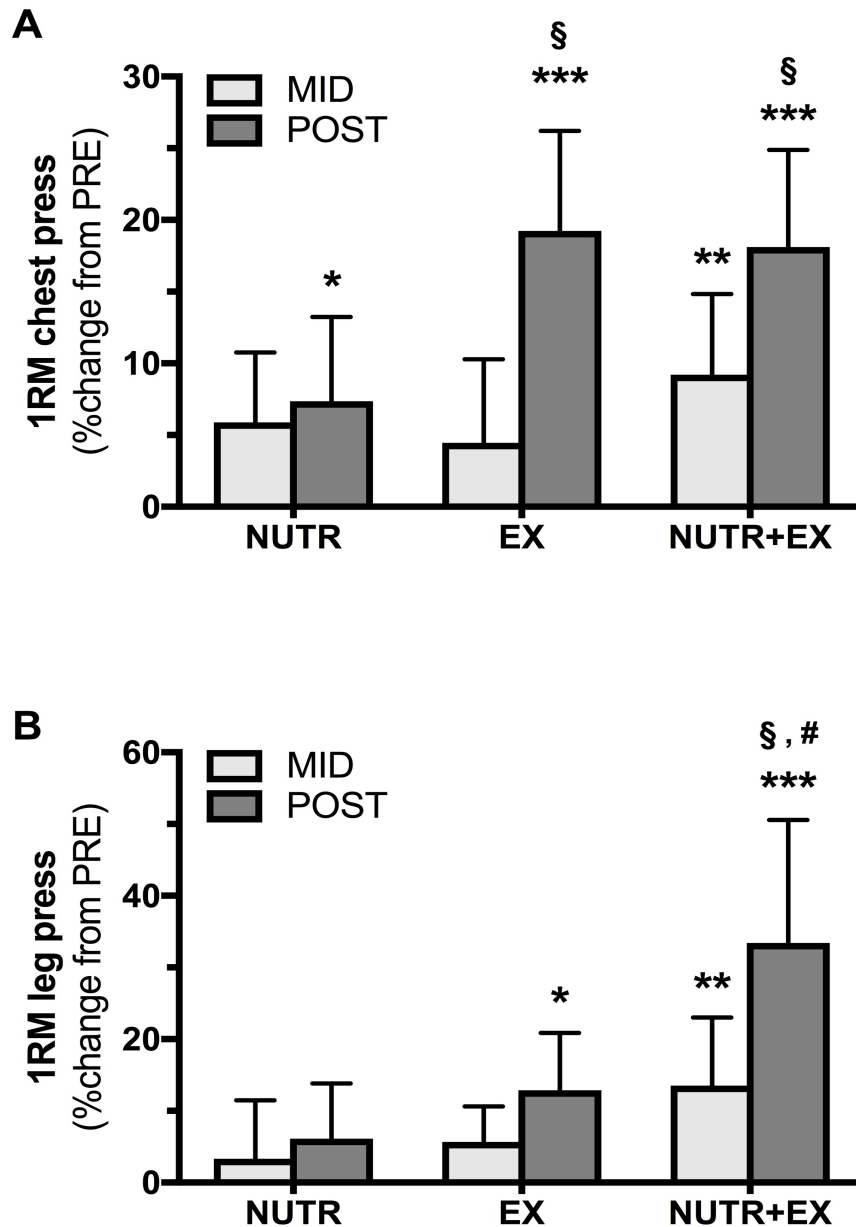 A
§
***
§
***
**
*
MID
POST
30
20
10
0
1RM chest press
(%change from PRE)
NUTR
EX
NUTR+EX
B
§ , #
***
**
*
MID
POST
60
40
20
0
1RM leg press
(%change from PRE)
NUTR
EX
NUTR+EX